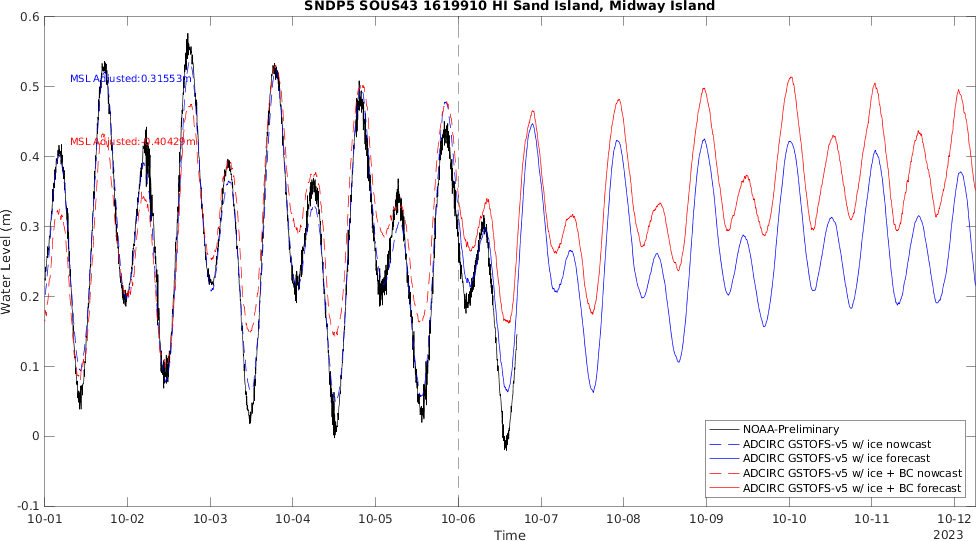 SNDP5 SOUS43 1619910 HI Sand Island, Midway Island
0.6
0.5
0.4
0.3
0.2
0.1
0
-0.1
Water Level (m)
MSL Adjusted:0.31553m
MSL Adjusted:-0.40429m
NOAA-Preliminary
ADCIRC GSTOFS-v5 w/ ice nowcast
ADCIRC GSTOFS-v5 w/ ice forecast
ADCIRC GSTOFS-v5 w/ ice + BC nowcast
ADCIRC GSTOFS-v5 w/ ice + BC forecast
10-01 10-02 10-03 10-04 10-05 10-06 10-07 10-08 10-09 10-10 10-11 10-12
Time
2023